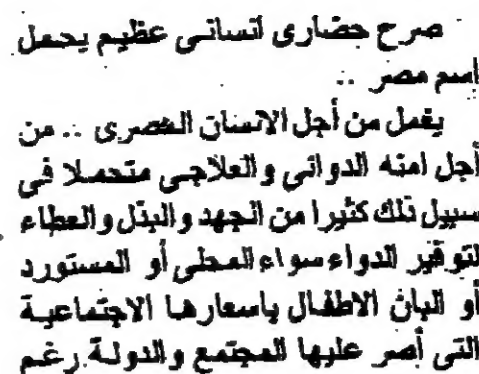 صرح حضارى انسانى عظيم يحمل
إسم مصر ..
يعمل من أجل الانسان المصرى .. من
أجل امنه الدوائى والعلاجى متحملا فى
سبيل ذلك كثيرا من الجهد والبذل والعطاء
لتوفير الدواء سواء المحلى أو المستورد
أو البان الاطفال باسعارها الاجتماعية
التى أصر عليها المجتمع والدولة رغم